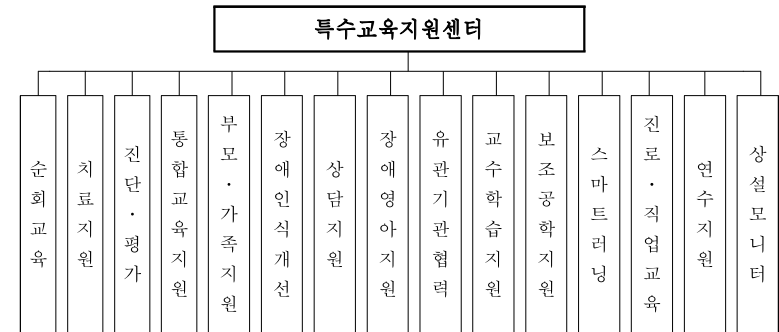 특수교육지원센터
순회교육
치료지원
진단·평가
통합교육지원
부모·가족지원
장애인식개선
상담지원
장애영아지원
유관기관협력
교수학습지원
보조공학지원
스마트러닝
진로·직업교육
연수지원
상설모니터